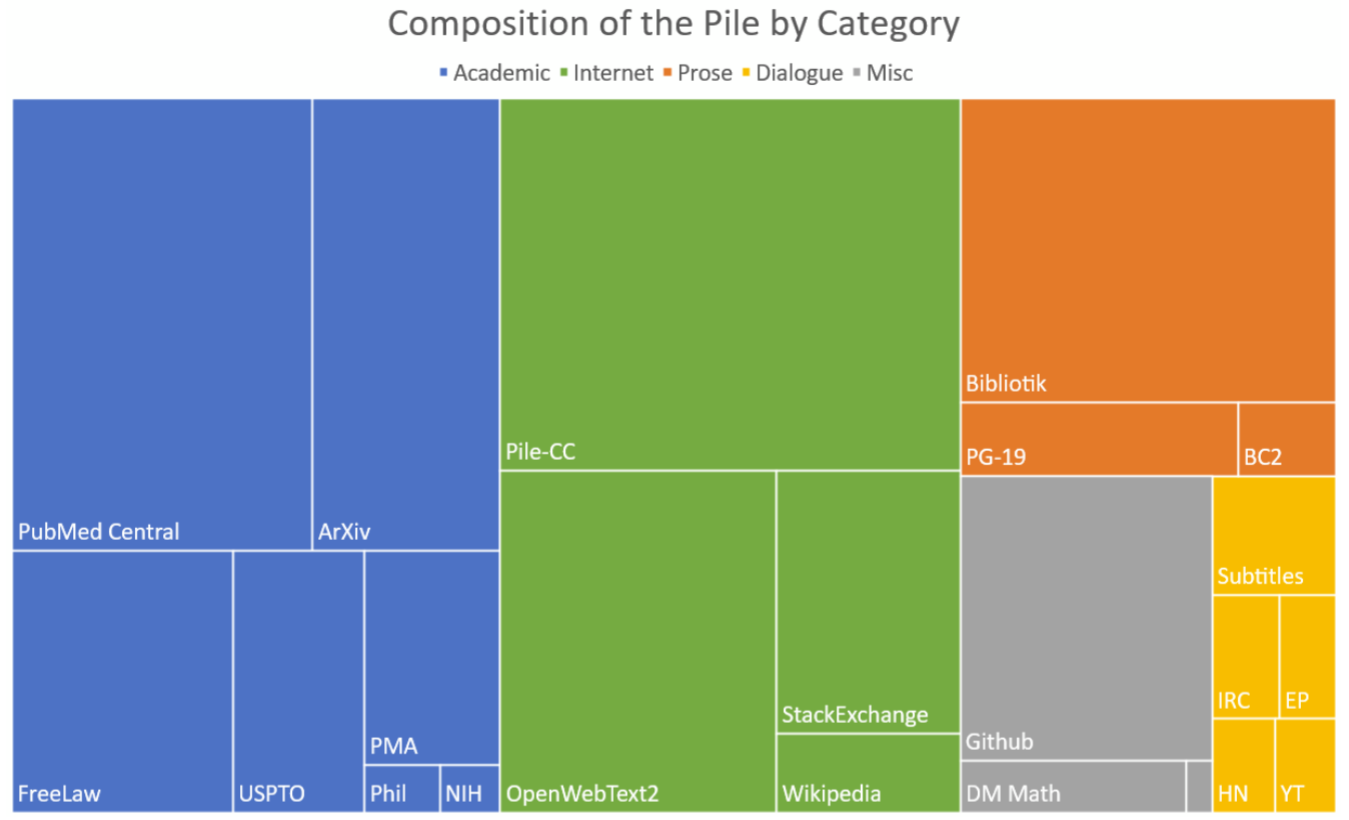 Composition of the Pile by Category
Academic Internet Prose Dialogue Misc
PubMed Central
ArXiv
FreeLaw
USPTO
PMA
Phil
NIH
Pile-CC
OpenWebText2
StackExchange
Wikipedia
Bibliotik
PG-19
BC2
Github
DM Math
Subtitles
IRC
EP
HN
YT